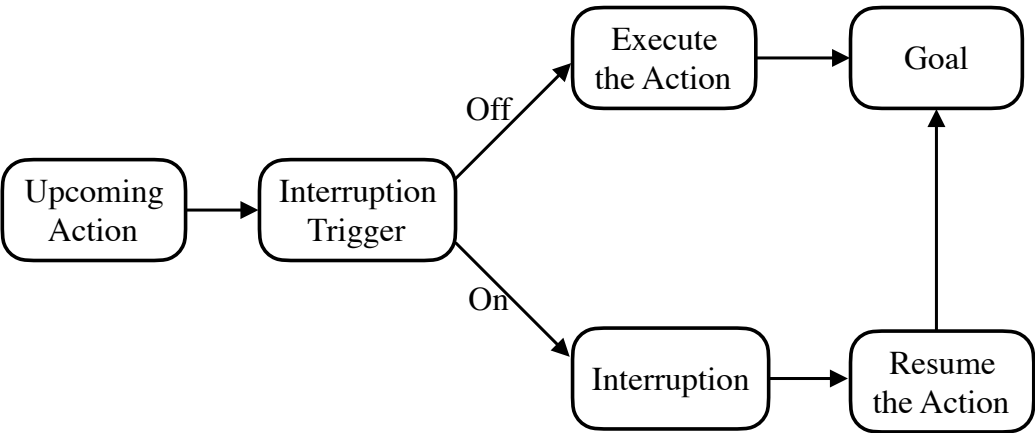 Upcoming
Action
Interruption
Trigger
Off
On
Execute
the Action
Goal
Interruption
Resume
the Action